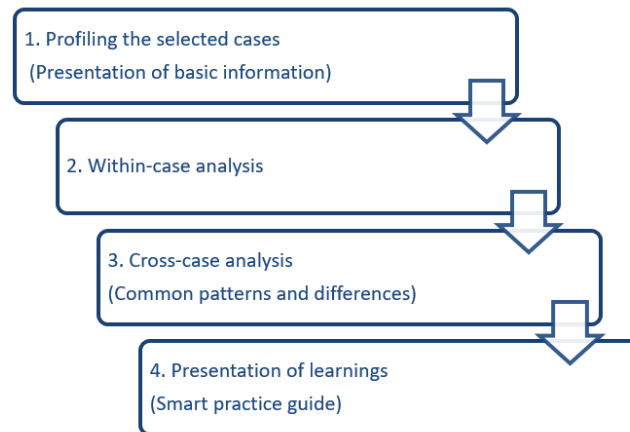 1. Profiling the selected cases
(Presentation of basic information)
2. Within-case analysis
3. Cross-case analysis
(Common patterns and differences)
4. Presentation of learnings
(Smart practice guide)